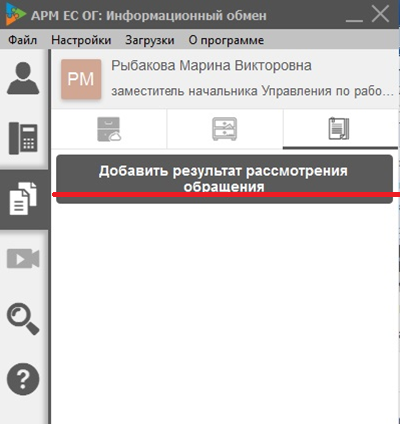 АРМ ЕС ОГ: Информационный обмен
Файл Настройки Загрузки О программе
РМ Рыбакова Марина Викторовна
заместитель начальника Управления по рабо...
Добавить результат рассмотрения
обращения
?